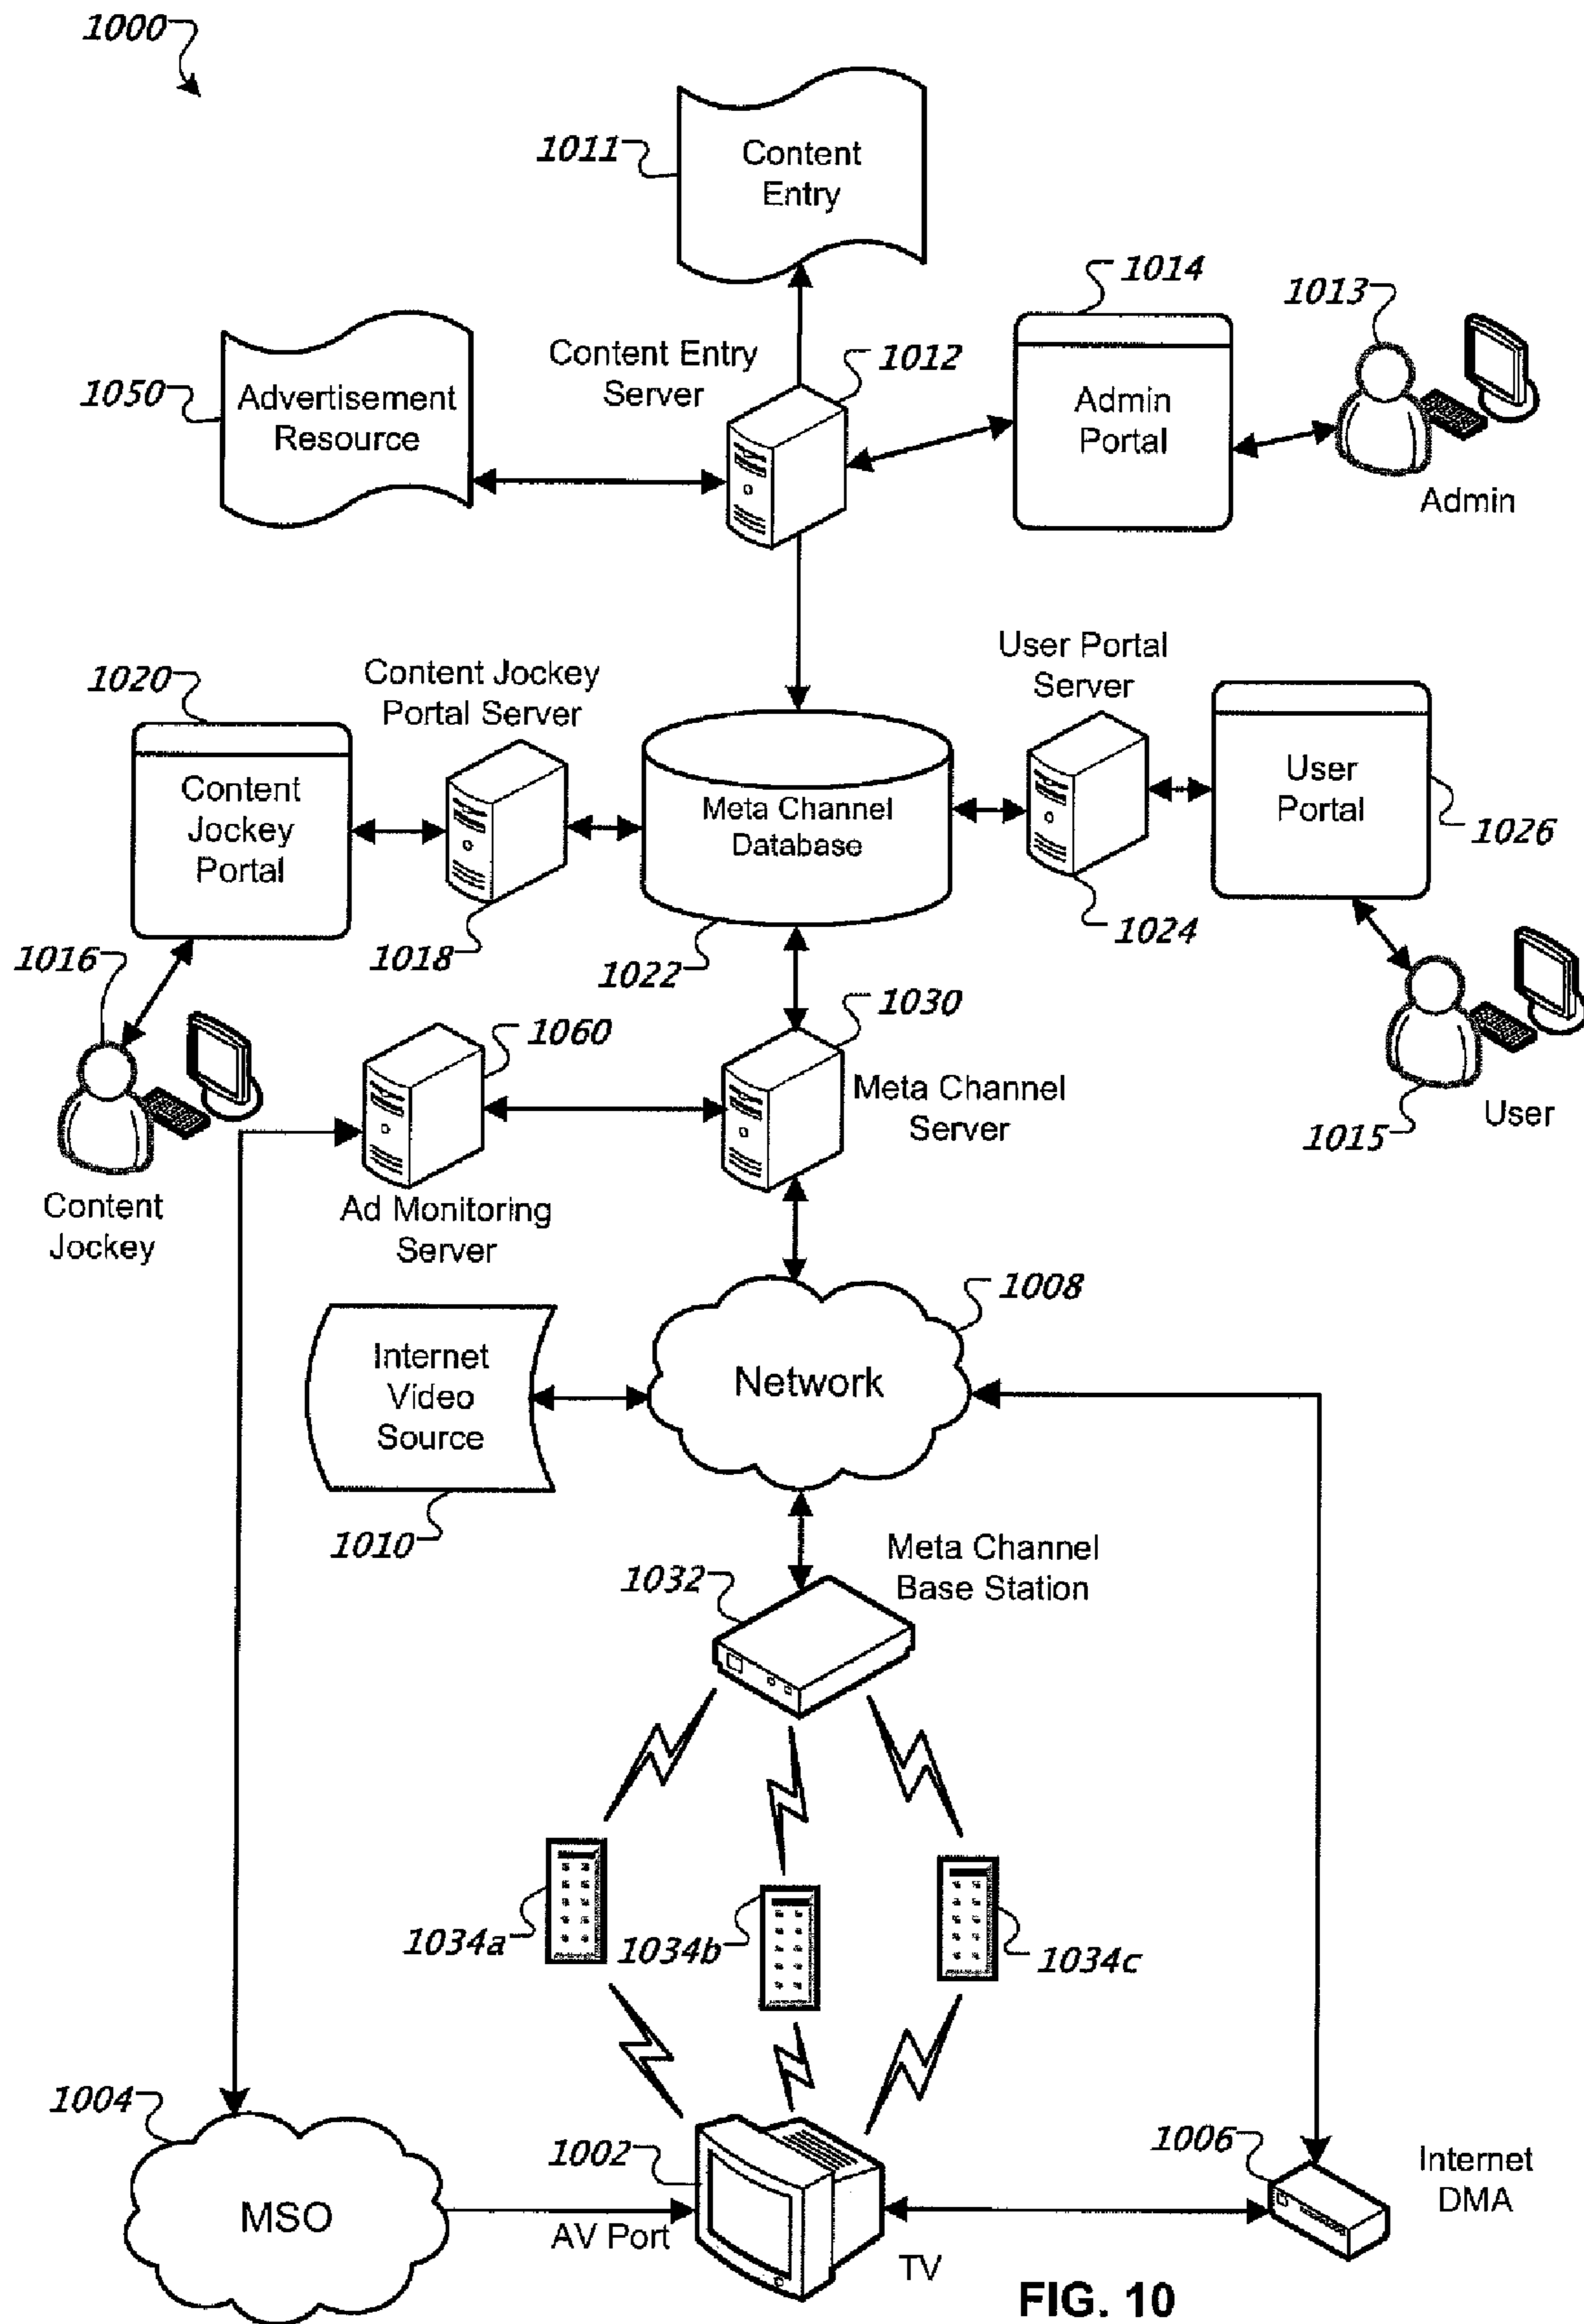 1000
1011
Content
Entry
1014
1013
Content Entry
Server
1012
1050
Advertisement
Resource
Admin
Portal
Admin
User Portal
Server
1020
Content Jockey
Portal Server
Content
Jockey
Portal
Meta Channel
Database
User
Portal
1026
1016
1018
1022
1024
1030
1060
Meta Channel
Server
User
1015
Content
Jockey
Ad Monitoring
Server
1008
Internet
Video
Source
Network
1010
Meta Channel
Base Station
1032
1034a
1034b
1034c
1004
1002
1006
Internet
DMA
MSO
AV Port
TV
FIG. 10